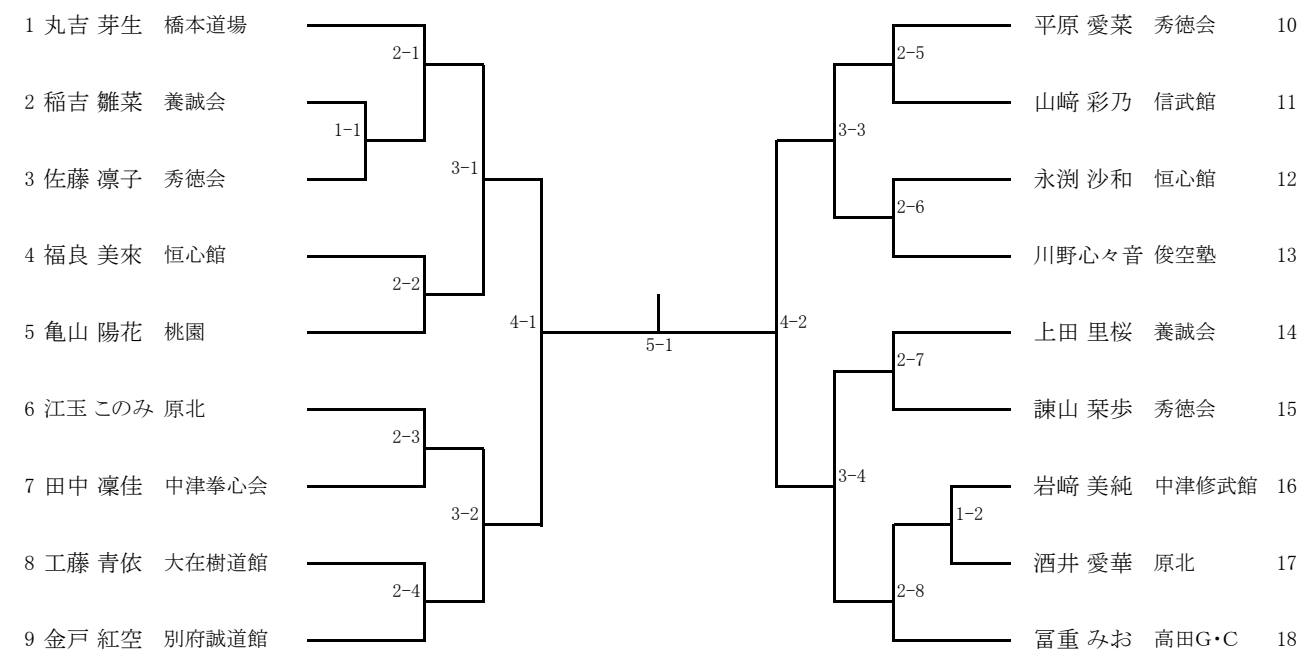 1 丸吉 芽生 橋本道場
2-1
2 稲吉 雛菜 養誠会
1-1
3 佐藤 凛子 秀徳会
3-1
4 福良 美來 恒心館
2-2
5 亀山 陽花 桃園
4-1
6 江玉 このみ 原北
2-3
7 田中 凜佳 中津拳心会
3-2
8 工藤 青依 大在樹道館
2-4
9 金戸 紅空 別府誠道館
5-1
平原 愛菜 秀徳会 10
2-5
山﨑 彩乃 信武館 11
3-3
永渕 沙和 恒心館 12
2-6
川野心々音 俊空塾 13
4-2
上田 里桜 養誠会 14
2-7
諌山 栞歩 秀徳会 15
3-4
岩﨑 美純 中津修武館 16
1-2
酒井 愛華 原北 17
2-8
冨重 みお 高田G・C 18